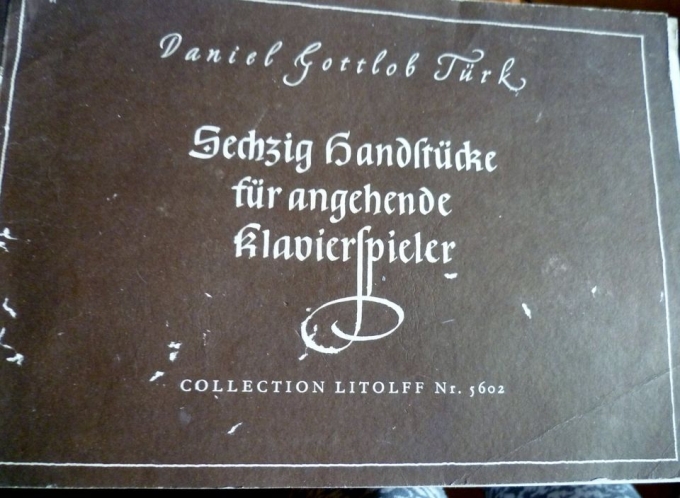 Daniel Gottlob Türk
Sechzig Handſtücke
für angehende
Klavierſpieler
COLLECTION LITOLFF Nr. 5602